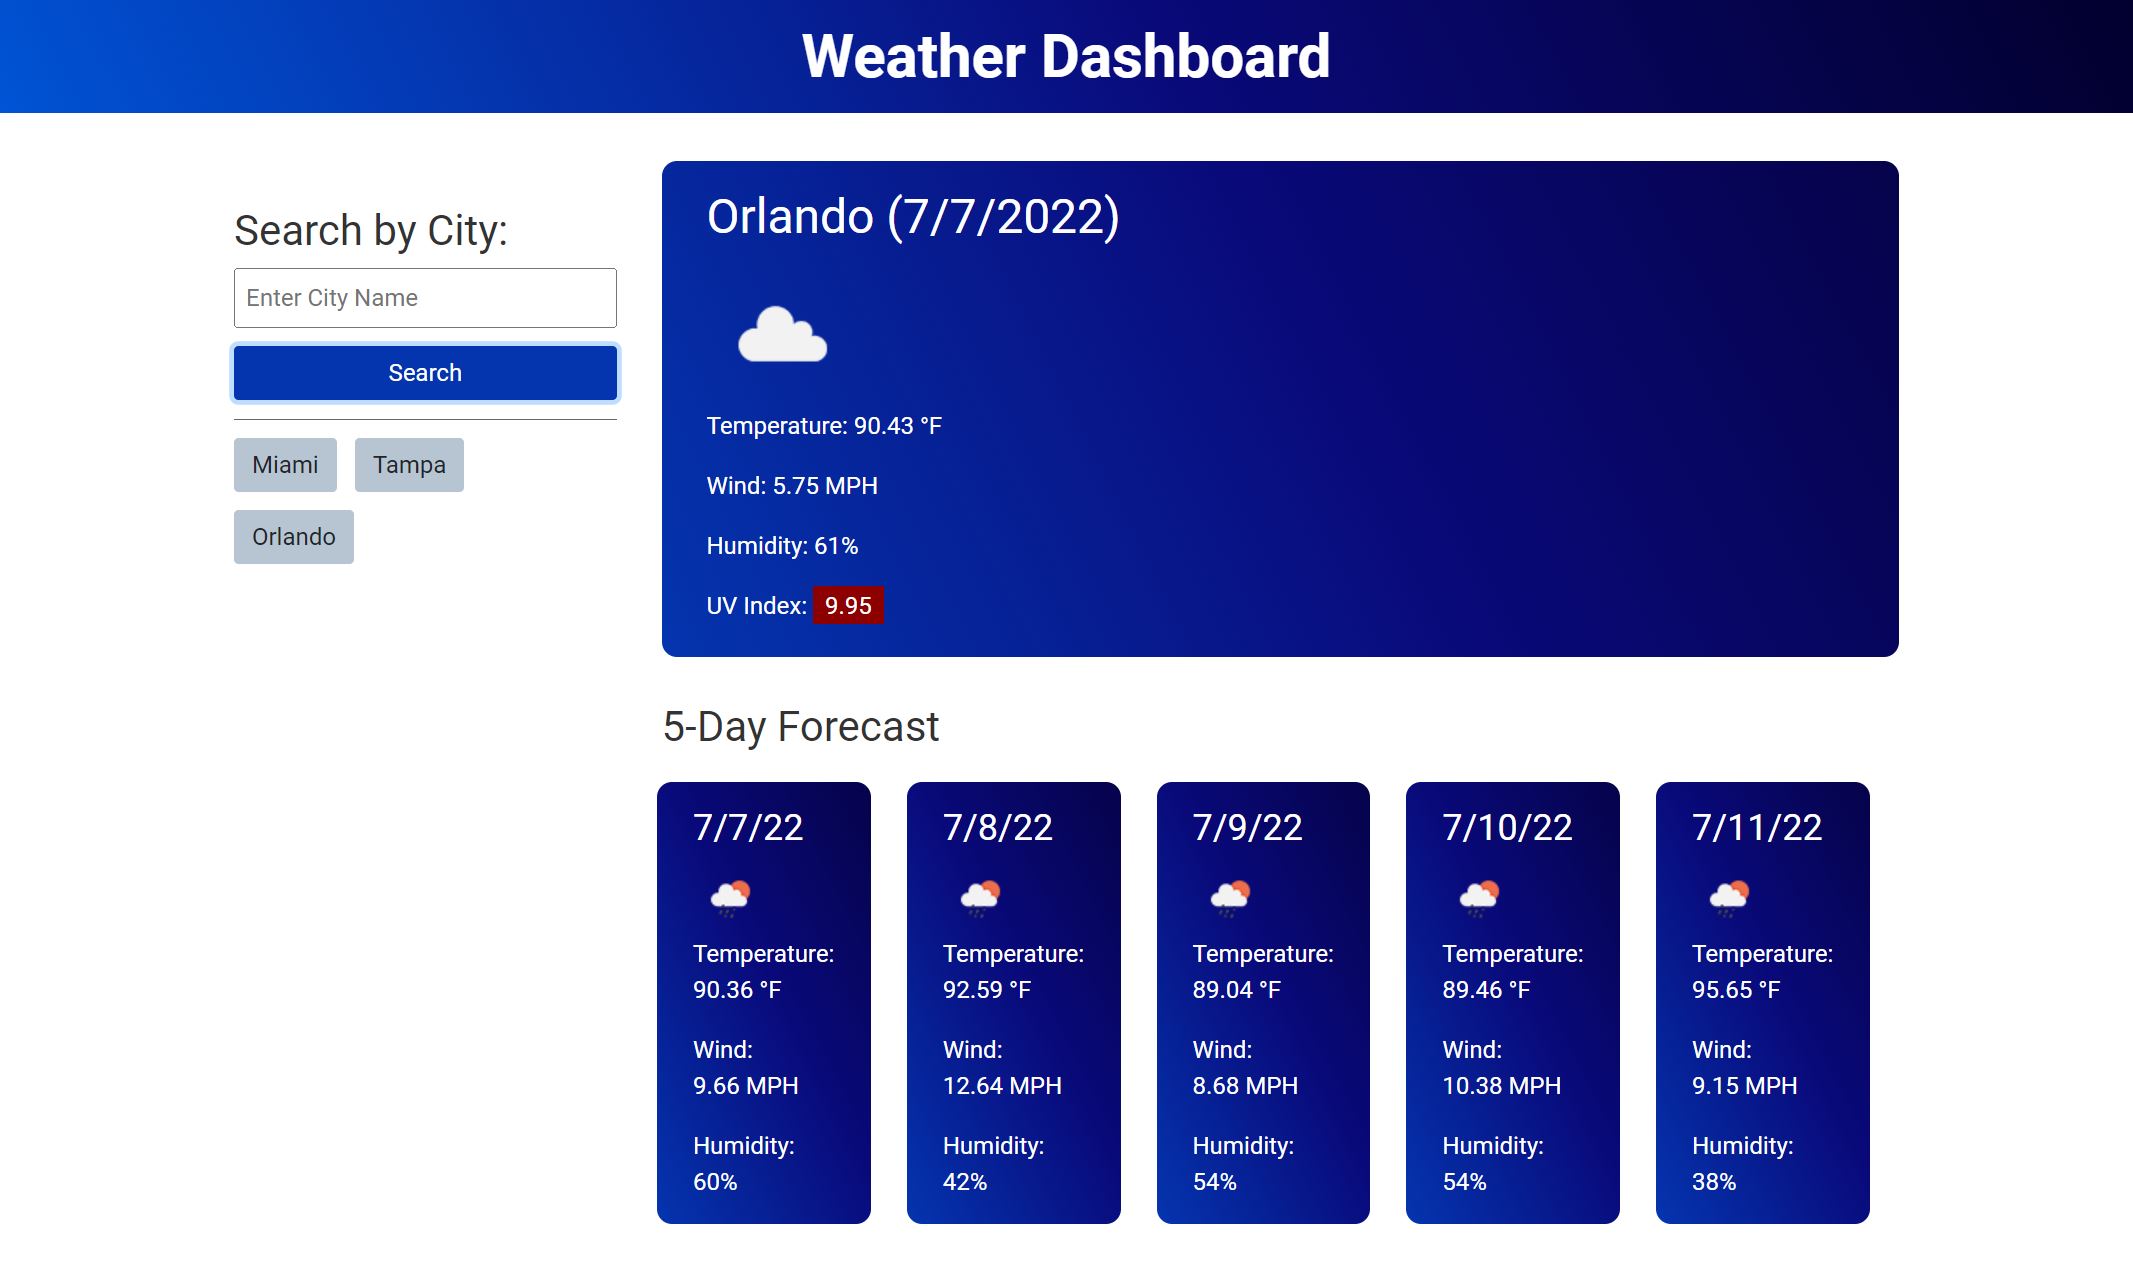 Weather Dashboard
Search by City:
Enter City Name
Search
Miami Tampa
Orlando
Orlando (7/7/2022)
Temperature: 90.43 °F
Wind: 5.75 MPH
Humidity: 61%
UV Index: 9.95
5-Day Forecast
7/7/22
Temperature:
90.36 °F
Wind:
9.66 MPH
Humidity:
60%
7/8/22
Temperature:
92.59 °F
Wind:
12.64 MPH
Humidity:
42%
7/9/22
Temperature:
89.04 °F
Wind:
8.68 MPH
Humidity:
54%
7/10/22
Temperature:
89.46 °F
Wind:
10.38 MPH
Humidity:
54%
7/11/22
Temperature:
95.65 °F
Wind:
9.15 MPH
Humidity:
38%